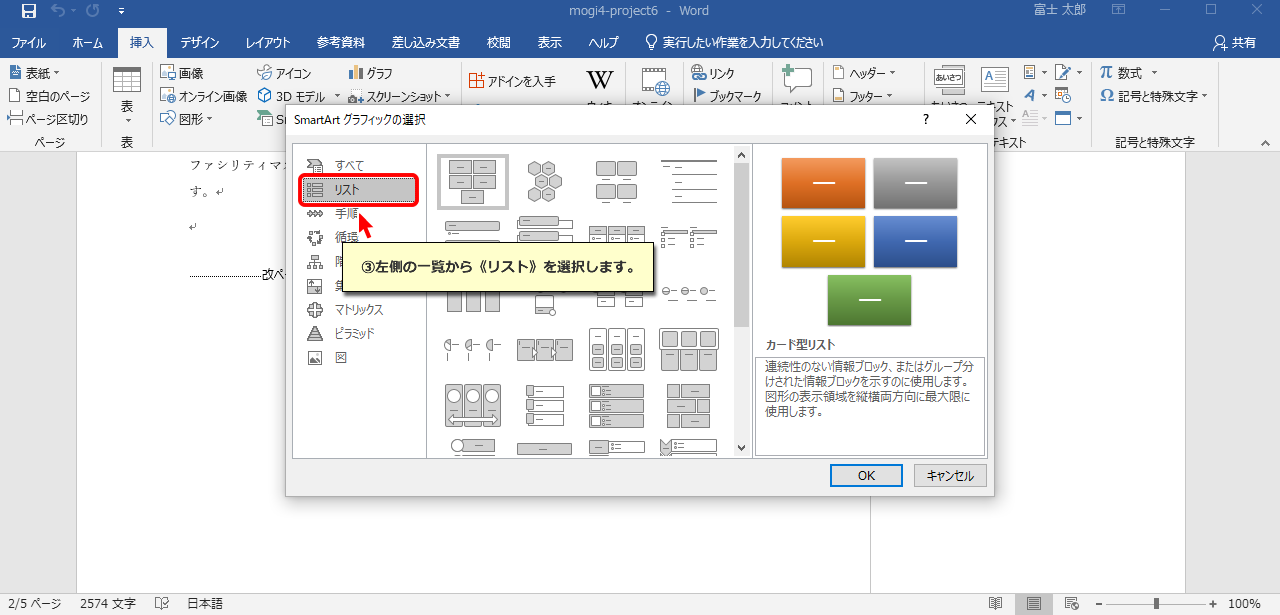 mogi4-project6 - Word
富士 太郎
ファイル
ホーム
挿入
デザイン
レイアウト
参考資料
差し込み文書
校閲
表示
ヘルプ
実行したい作業を入力してください
共有
表紙
空白のページ
ページ区切り
ページ
表
表
画像
オンライン画像
図形
アイコン
3D モデル
グラフ
スクリーンショット
アドインを入手
W
リンク
ブックマーク
ヘッダー
フッター
あいさつ
A
数式
記号と特殊文字
記号と特殊文字
SmartArt グラフィックの選択
?
ファシリティマ
す。
改ペ
すべて
リスト
手順
循環
マトリックス
ピラミッド
図
③左側の一覧から《リスト》を選択します。
カード型リスト
連続性のない情報ブロック、またはグループ分
けされた情報ブロックを示すのに使用します。
図形の表示領域を縦横両方向に最大限に
使用します。
OK
キャンセル
2/5 ページ
2574 文字
日本語
100%